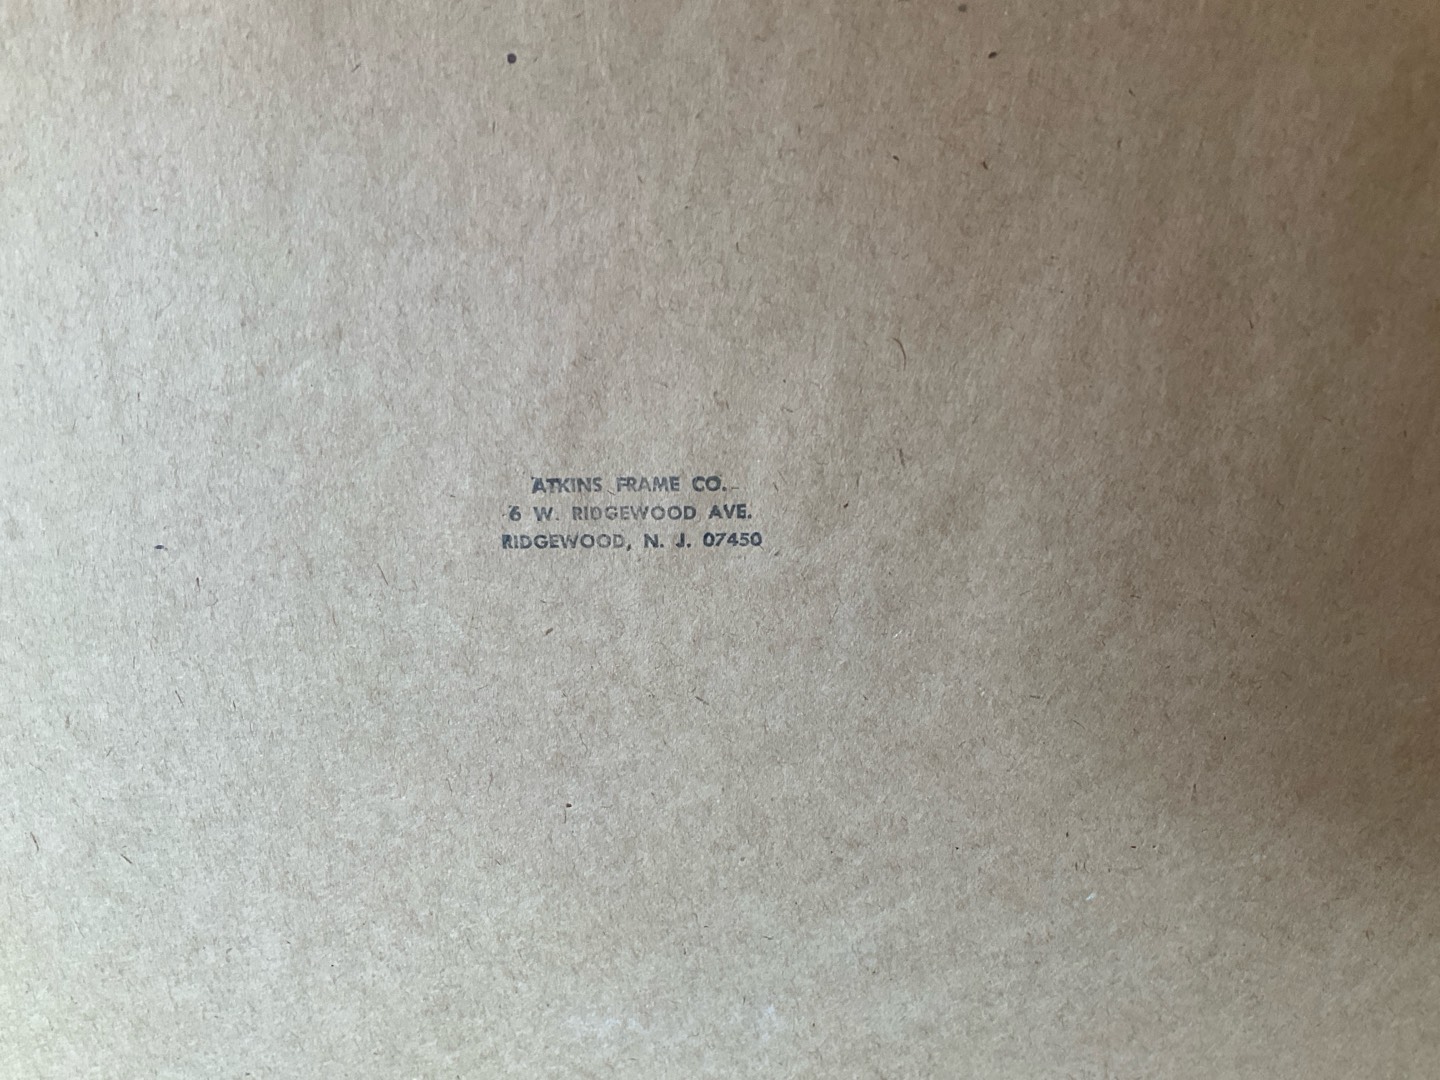 ATKINS FRAME CO.
6 W. RIDGEWOOD AVE.
RIDGEWOOD, N. J. 07450